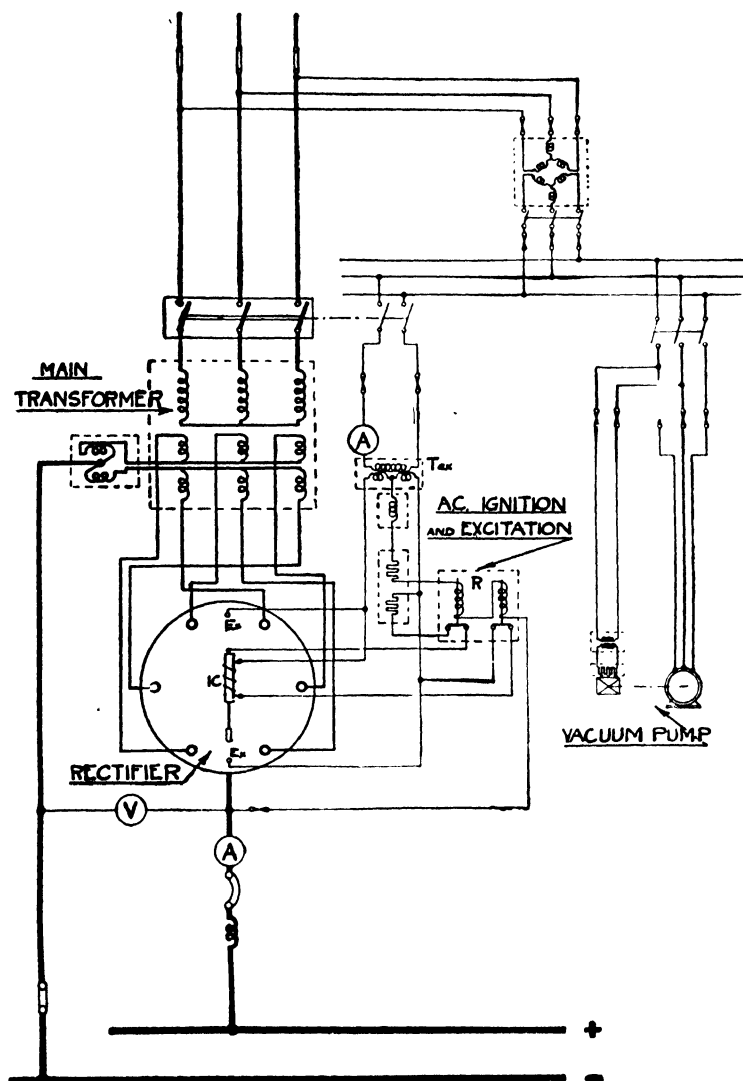 MAIN
TRANSFORMER
A
Tex
A.C. IGNITION
AND EXCITATION
R
Ex
IC
Ex
RECTIFIER
VACUUM PUMP
V
A
+
-